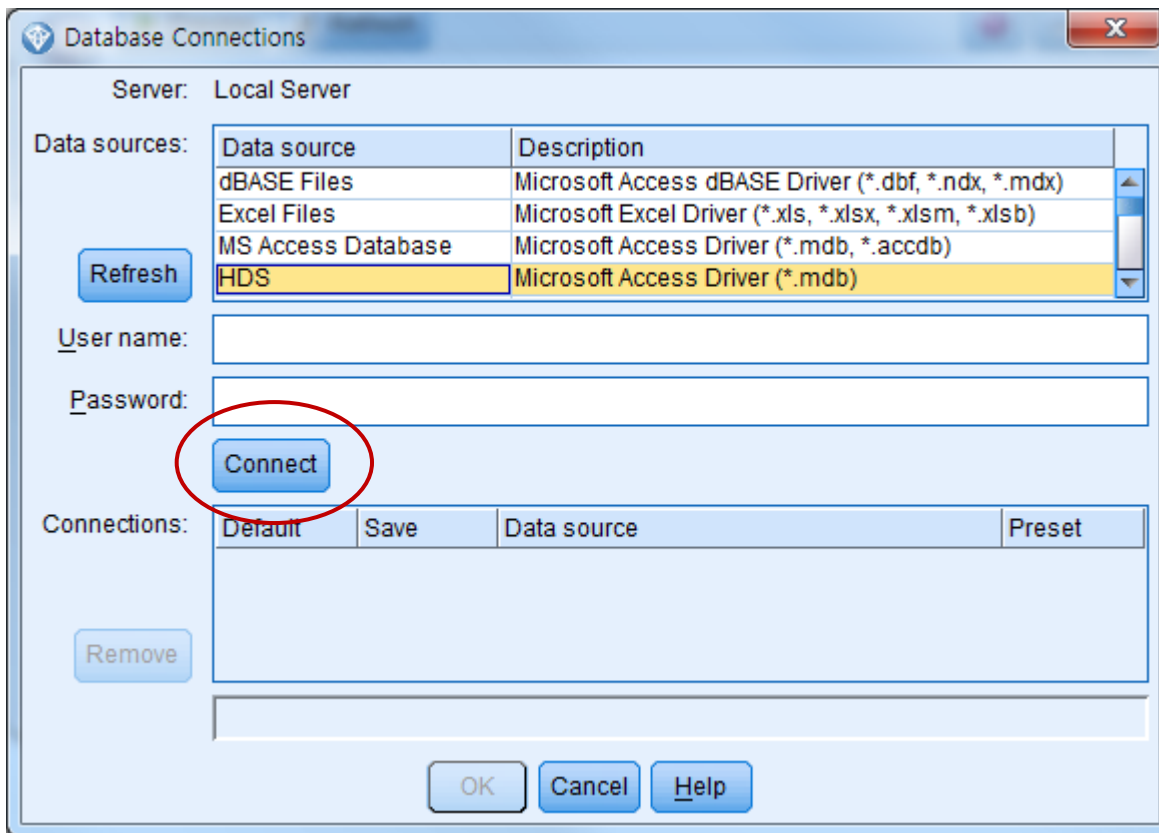 Database Connections
Server: Local Server
Data sources:
Data source Description
dBASE Files Microsoft Access dBASE Driver (*.dbf, *.ndx, *.mdx)
Excel Files Microsoft Excel Driver (*.xls, *.xlsx, *.xlsm, *.xlsb)
MS Access Database Microsoft Access Driver (*.mdb, *.accdb)
HDS Microsoft Access Driver (*.mdb)
Refresh
User name:
Password:
Connect
Connections:
Default Save Data source Preset
Remove
OK Cancel Help